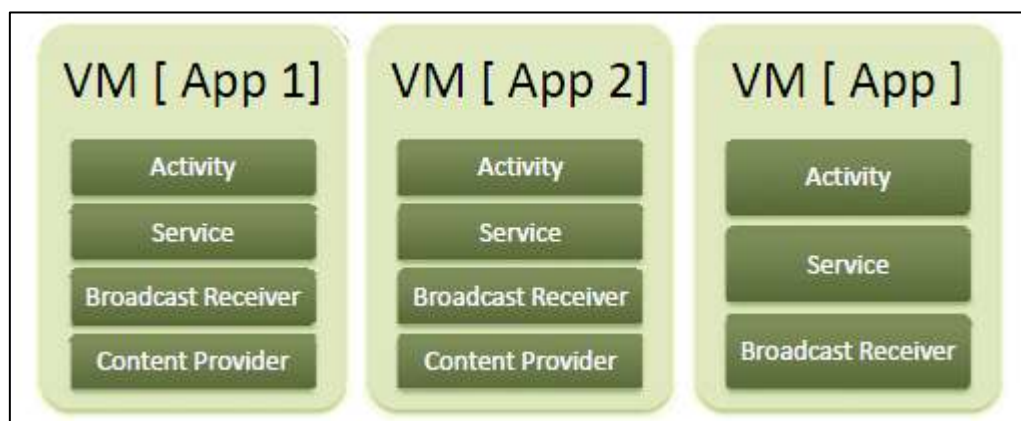 VM [ App 1]
Activity
Service
Broadcast Receiver
Content Provider
VM [ App 2]
Activity
Service
Broadcast Receiver
Content Provider
VM [ App ]
Activity
Service
Broadcast Receiver